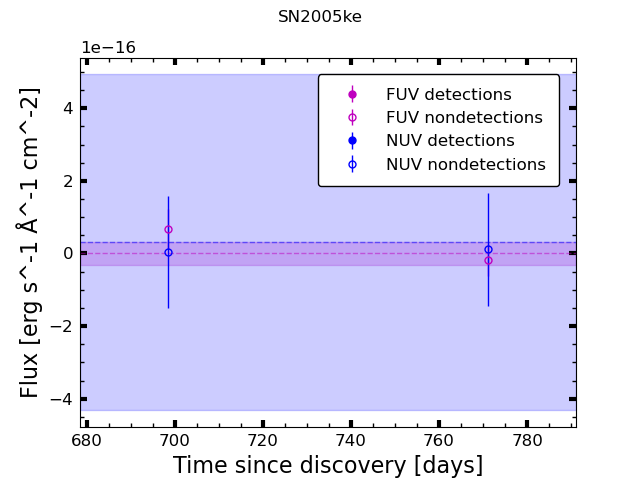 SN2005ke
1e−16
FUV detections
FUV nondetections
NUV detections
NUV nondetections
4
2
0
−2
−4
Flux [erg s^-1 Å^-1 cm^-2]
680 700 720 740 760 780
Time since discovery [days]